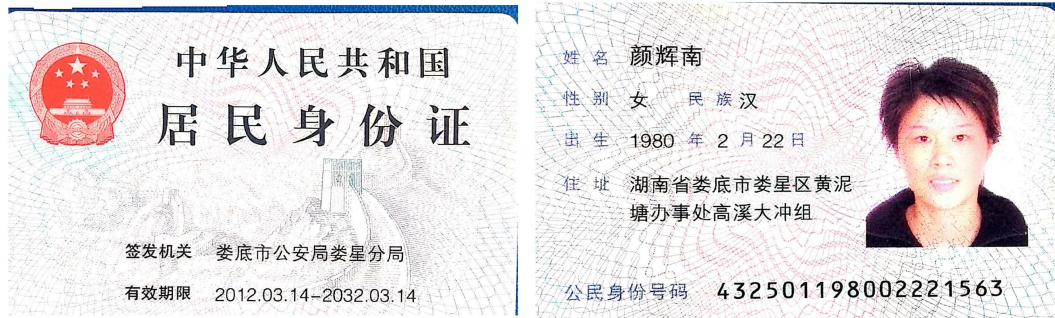 中华人民共和国
居民身份证
签发机关 娄底市公安局娄星分局
有效期限 2012.03.14-2032.03.14
姓名 颜辉南
性别 女 民族 汉
出生 1980 年 2 月 22 日
住址 湖南省娄底市娄星区黄泥
塘办事处高溪大冲组
公民身份号码 432501198002221563